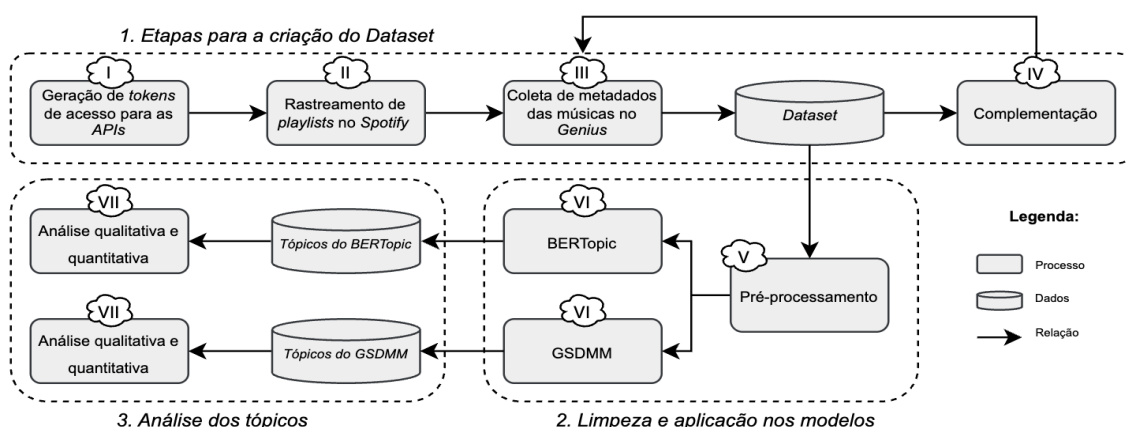 1. Etapas para a criação do Dataset
I
Geração de tokens
de acesso para as
APIs
II
Rastreamento de
playlists no Spotify
III
Coleta de metadados
das músicas no
Genius
Dataset
IV
Complementação
VII
Análise qualitativa e
quantitativa
Tópicos do BERTopic
VI
BERTopic
V
Pré-processamento
VII
Análise qualitativa e
quantitativa
Tópicos do GSDMM
VI
GSDMM
Legenda:
Processo
Dados
Relação
3. Análise dos tópicos
2. Limpeza e aplicação nos modelos